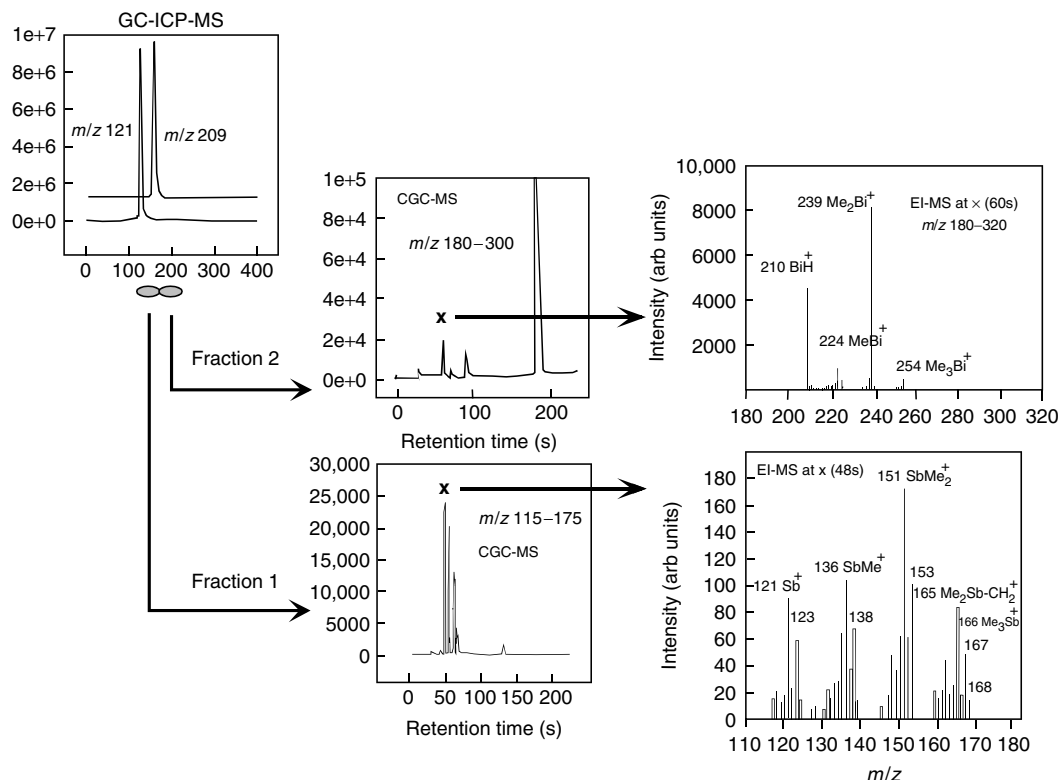 GC-ICP-MS
1e+7
8e+6
6e+6
4e+6
2e+6
0e+0
m/z 121
m/z 209
0 100 200 300 400
Fraction 2
Fraction 1
1e+5
8e+4
6e+4
4e+4
2e+4
0e+0
CGC-MS
m/z 180–300
x
0 100 200
Retention time (s)
10,000
8000
6000
4000
2000
Intensity (arb units)
239 Me2Bi+
EI-MS at × (60s)
m/z 180–320
210 BiH+
224 MeBi+
254 Me3Bi+
180 200 220 240 260 280 300 320
30,000
25,000
20,000
15,000
10,000
5000
0
x
m/z 115–175
CGC-MS
0 50 100 150 200
Retention time (s)
180
160
140
120
100
80
60
40
20
0
Intensity (arb units)
EI-MS at x (48s)
151 SbMe2+
136 SbMe+
153
121 Sb+
165 Me2Sb-CH2+
123
138
166 Me3Sb+
167
168
110 120 130 140 150 160 170 180
m/z